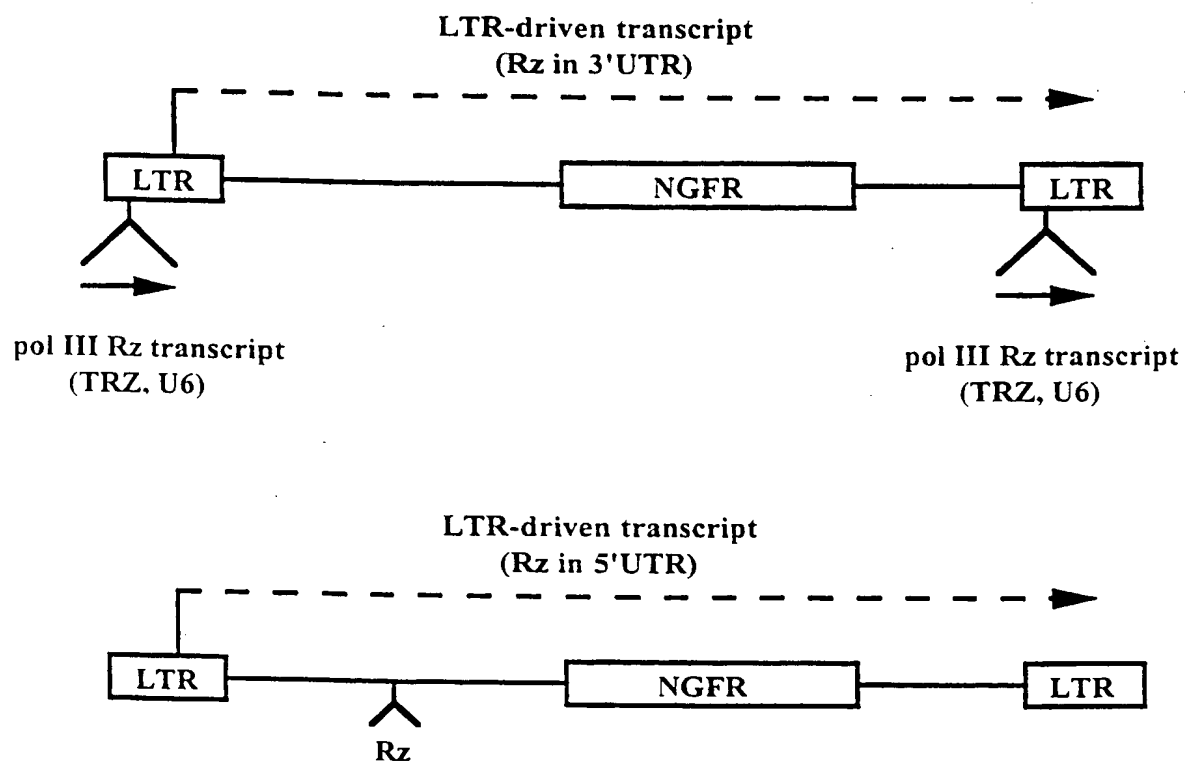 LTR-driven transcript
(Rz in 3'UTR)
LTR
NGFR
LTR
pol III Rz transcript
(TRZ, U6)
pol III Rz transcript
(TRZ, U6)
LTR-driven transcript
(Rz in 5'UTR)
LTR
NGFR
LTR
Rz